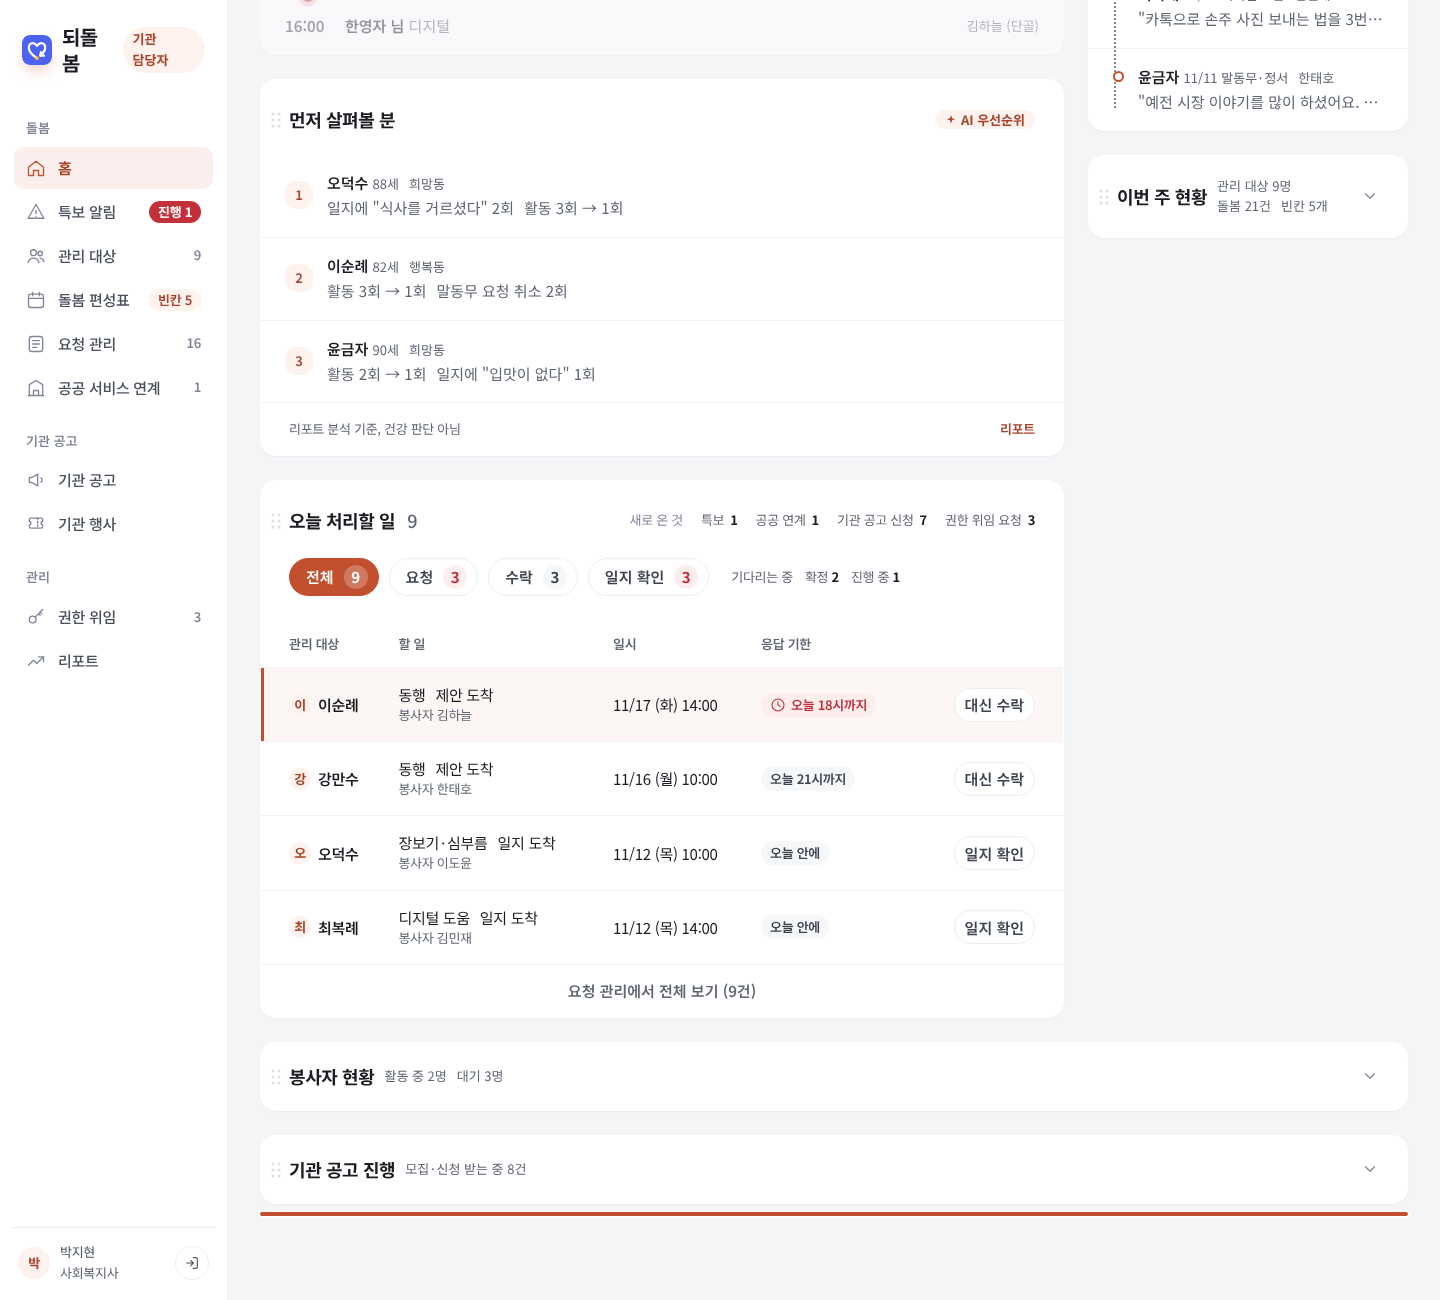 되돌봄
기관 담당자
돌봄
홈
특보 알림 진행 1
관리 대상 9
돌봄 편성표 빈칸 5
요청 관리 16
공공 서비스 연계 1
기관 공고
기관 공고
기관 행사
관리
권한 위임 3
리포트
박
박지현
사회복지사
16:00 한영자 님 디지털 김하늘 (단골)
먼저 살펴볼 분
AI 우선순위
1 오덕수 88세 희망동
일지에 "식사를 거르셨다" 2회 활동 3회 → 1회
2 이순례 82세 행복동
활동 3회 → 1회 말동무 요청 취소 2회
3 윤금자 90세 희망동
활동 2회 → 1회 일지에 "입맛이 없다" 1회
리포트 분석 기준, 건강 판단 아님 리포트
오늘 처리할 일 9
새로 온 것 특보 1 공공 연계 1 기관 공고 신청 7 권한 위임 요청 3
전체 9 요청 3 수락 3 일지 확인 3 기다리는 중 확정 2 진행 중 1
관리 대상 할 일 일시 응답 기한
이 이순례 동행 제안 도착 11/17 (화) 14:00 오늘 18시까지 대신 수락
봉사자 김하늘
강 강만수 동행 제안 도착 11/16 (월) 10:00 오늘 21시까지 대신 수락
봉사자 한태호
오 오덕수 장보기·심부름 일지 도착 11/12 (목) 10:00 오늘 안에 일지 확인
봉사자 이도윤
최 최복례 디지털 도움 일지 도착 11/12 (목) 14:00 오늘 안에 일지 확인
봉사자 김민재
요청 관리에서 전체 보기 (9건)
"카톡으로 손주 사진 보내는 법을 3번…
윤금자 11/11 말동무·정서 한태호
"예전 시장 이야기를 많이 하셨어요. …
이번 주 현황
관리 대상 9명
돌봄 21건 빈칸 5개
봉사자 현황 활동 중 2명 대기 3명
기관 공고 진행 모집·신청 받는 중 8건